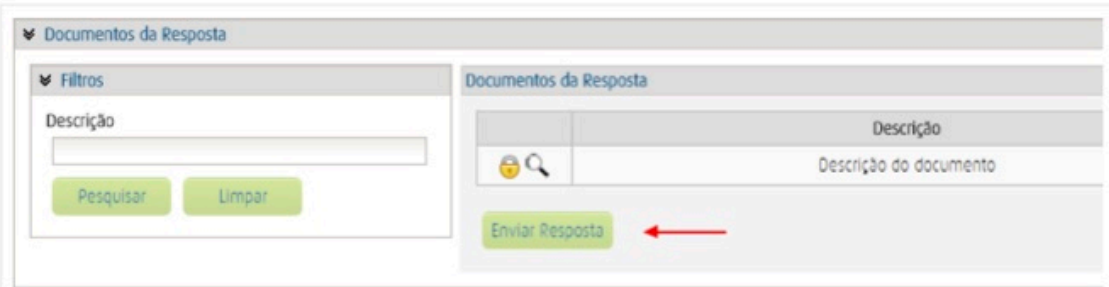 Documentos da Resposta
Filtros
Descrição
Pesquisar
Limpar
Documentos da Resposta
Descrição
Descrição do documento
Enviar Resposta